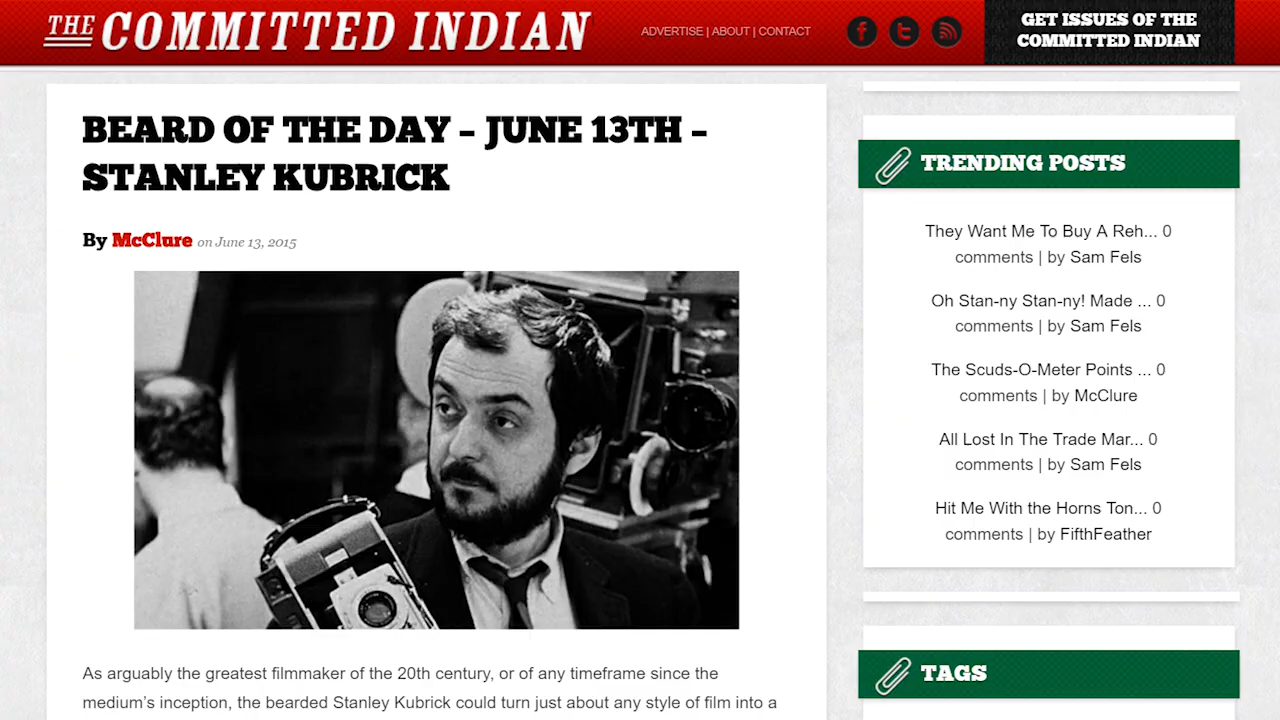 THE COMMITTED INDIAN
ADVERTISE | ABOUT | CONTACT
GET ISSUES OF THE
COMMITTED INDIAN
BEARD OF THE DAY – JUNE 13TH –
STANLEY KUBRICK
By McClure on June 13, 2015
As arguably the greatest filmmaker of the 20th century, or of any timeframe since the
medium's inception, the bearded Stanley Kubrick could turn just about any style of film into a
TRENDING POSTS
They Want Me To Buy A Reh... 0
comments | by Sam Fels
Oh Stan-ny Stan-ny! Made ... 0
comments | by Sam Fels
The Scuds-O-Meter Points ... 0
comments | by McClure
All Lost In The Trade Mar... 0
comments | by Sam Fels
Hit Me With the Horns Ton... 0
comments | by FifthFeather
TAGS